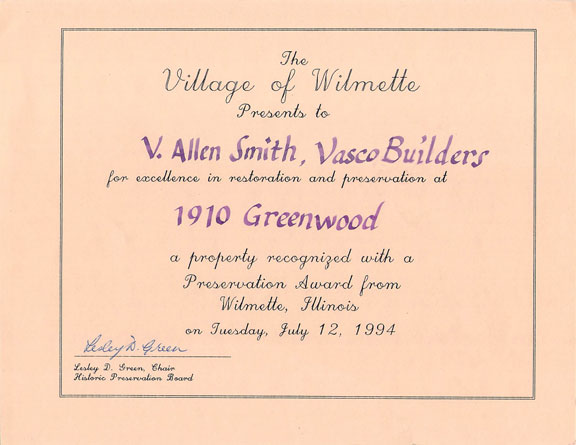 The
Village of Wilmette
Presents to
V. Allen Smith, Vasco Builders
for excellence in restoration and preservation at
1910 Greenwood
a property recognized with a
Preservation Award from
Wilmette, Illinois
on Tuesday, July 12, 1994
Lesley D. Green
Lesley D. Green, Chair
Historic Preservation Board